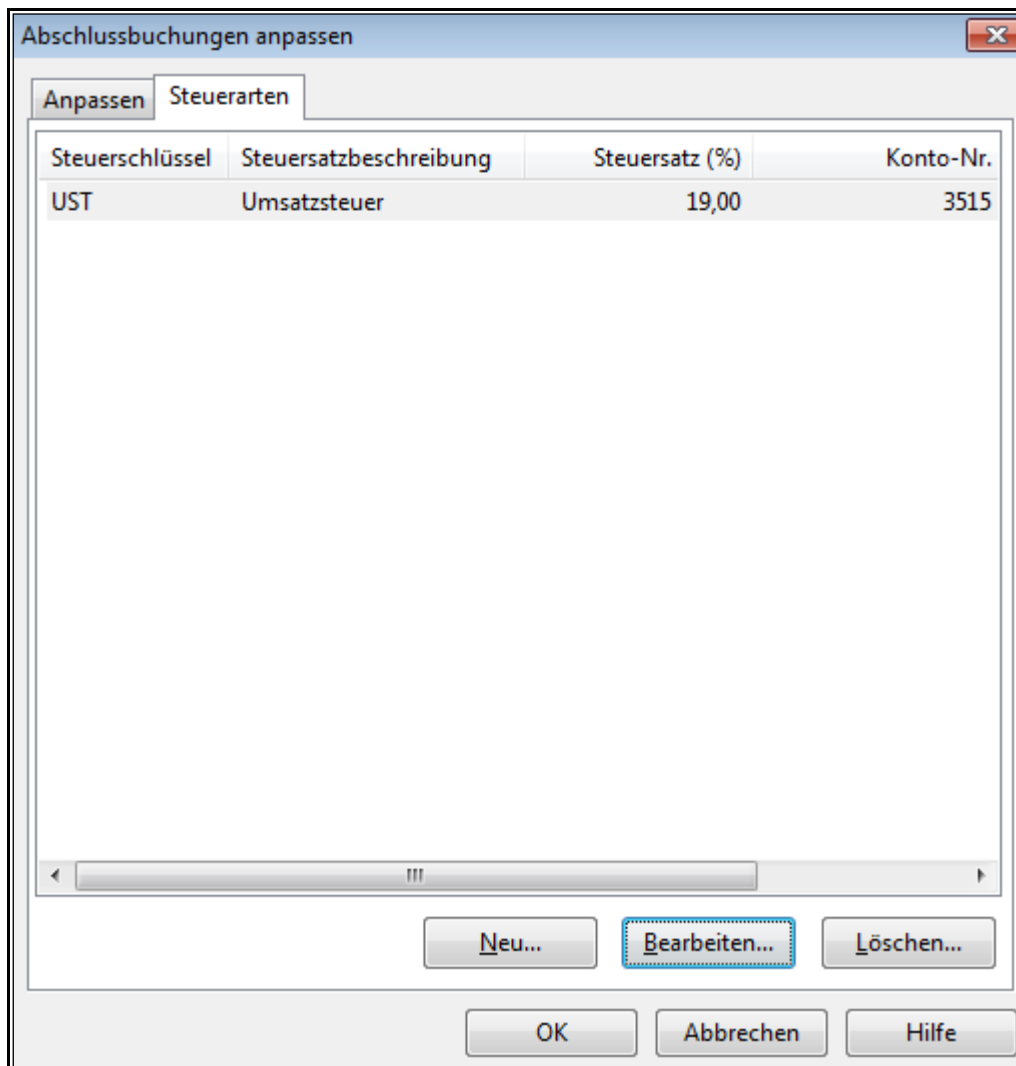 Abschlussbuchungen anpassen
Anpassen Steuerarten
Steuerschlüssel Steuersatzbeschreibung Steuersatz (%) Konto-Nr.
UST Umsatzsteuer 19,00 3515
Neu... Bearbeiten... Löschen...
OK Abbrechen Hilfe